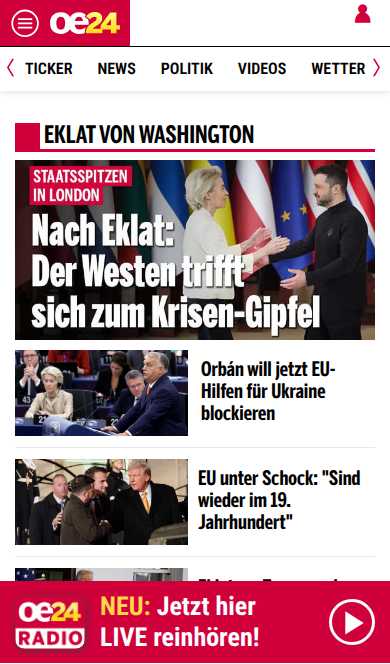 oe24
TICKER NEWS POLITIK VIDEOS WETTER
EKLAT VON WASHINGTON
STAATSSPITZEN
IN LONDON
Nach Eklat:
Der Westen trifft
sich zum Krisen-Gipfel
Orbán will jetzt EU-
Hilfen für Ukraine
blockieren
EU unter Schock: "Sind
wieder im 19.
Jahrhundert"
oe24
RADIO
NEU: Jetzt hier
LIVE reinhören!